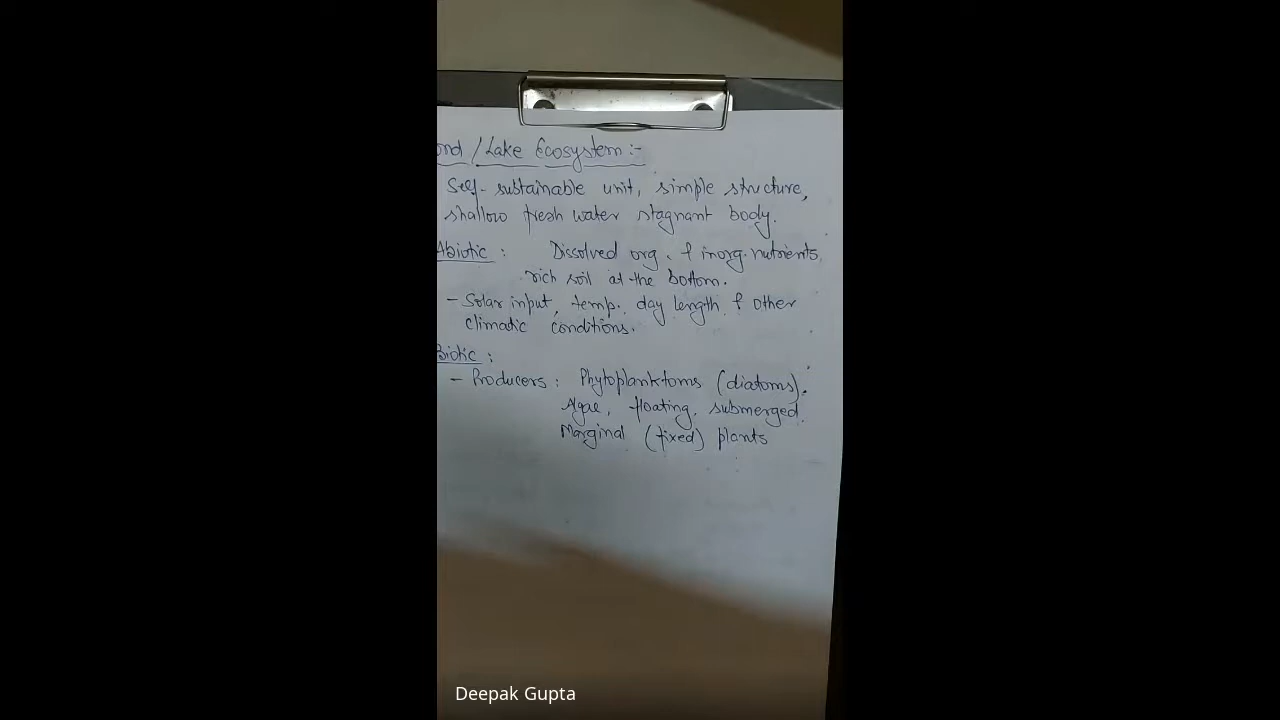 ond / Lake Ecosystem :-
Self-sustainable unit, simple structure,
shallow fresh water stagnant body.
Abiotic : Dissolved org. & inorg. nutrients,
rich soil at the bottom.
- Solar input, temp. day length & other
climatic conditions.
Biotic :
- Producers : Phytoplanktoms (diatoms).
Algae, floating, submerged,
Marginal (fixed) plants
Deepak Gupta